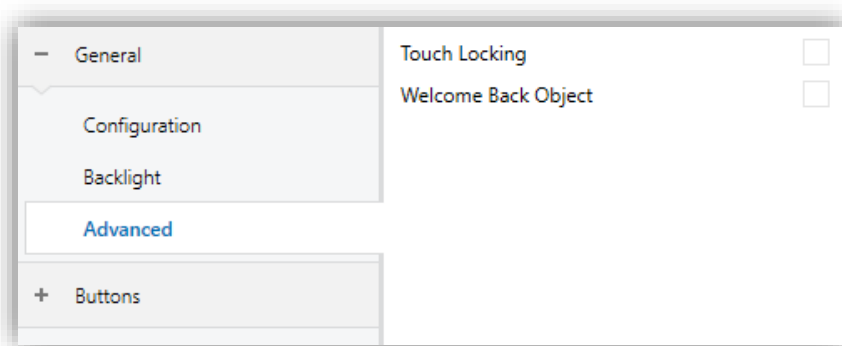 General
Configuration
Backlight
Advanced
Buttons
Touch Locking
Welcome Back Object